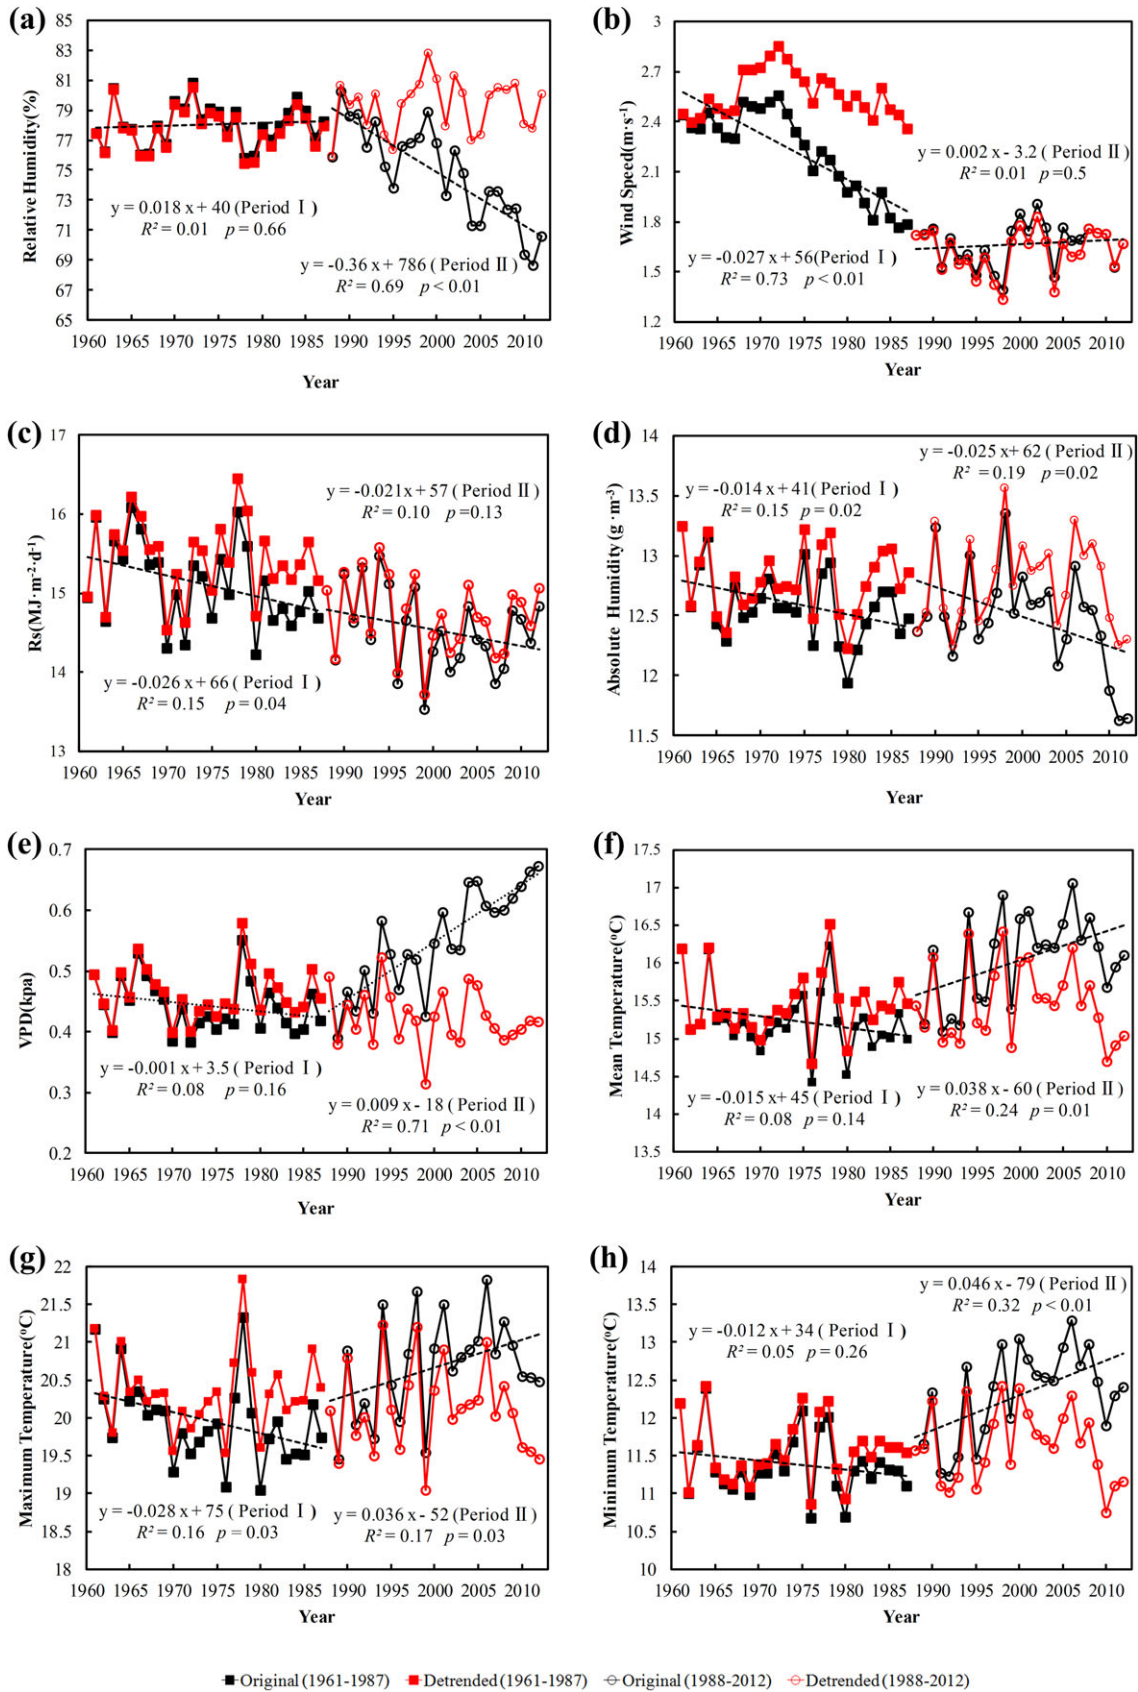 (a)
85
83
81
79
77
75
73
71
69
67
65
Relative Humidity(%)
y = 0.018 x + 40 (Period Ⅰ)
R² = 0.01 p = 0.66
y = -0.36 x + 786 (Period Ⅱ)
R² = 0.69 p < 0.01
1960 1965 1970 1975 1980 1985 1990 1995 2000 2005 2010
Year
(b)
3
2.7
2.4
2.1
1.8
1.5
1.2
Wind Speed(m·s⁻¹)
y = 0.002 x - 3.2 (Period Ⅱ)
R² = 0.01 p = 0.5
y = -0.027 x + 56(Period Ⅰ)
R² = 0.73 p < 0.01
1960 1965 1970 1975 1980 1985 1990 1995 2000 2005 2010
Year
(c)
17
16
15
14
13
Rs(MJ·m⁻²·d⁻¹)
y = -0.021x + 57 (Period Ⅱ)
R² = 0.10 p = 0.13
y = -0.026 x + 66 (Period Ⅰ)
R² = 0.15 p = 0.04
1960 1965 1970 1975 1980 1985 1990 1995 2000 2005 2010
Year
(d)
14
13.5
13
12.5
12
11.5
Absolute Humidity (g·m⁻³)
y = -0.025x+ 62 (Period Ⅱ)
R² = 0.19 p = 0.02
y = -0.014 x + 41( Period Ⅰ)
R² = 0.15 p = 0.02
1960 1965 1970 1975 1980 1985 1990 1995 2000 2005 2010
Year
(e)
0.7
0.6
0.5
0.4
0.3
0.2
VPD(kpa)
y = -0.001 x + 3.5 ( Period Ⅰ)
R² = 0.08 p = 0.16
y = 0.009 x - 18 ( Period Ⅱ)
R² = 0.71 p < 0.01
1960 1965 1970 1975 1980 1985 1990 1995 2000 2005 2010
Year
(f)
17.5
17
16.5
16
15.5
15
14.5
14
13.5
Mean Temperature(°C)
y = -0.015 x+ 45 ( Period Ⅰ)
R² = 0.08 p = 0.14
y = 0.038 x - 60 ( Period Ⅱ)
R² = 0.24 p = 0.01
1960 1965 1970 1975 1980 1985 1990 1995 2000 2005 2010
Year
(g)
22
21.5
21
20.5
20
19.5
19
18.5
18
Maximum Temperature(°C)
y = -0.028 x + 75 ( Period Ⅰ)
R² = 0.16 p = 0.03
y = 0.036 x - 52 (Period Ⅱ)
R² = 0.17 p = 0.03
1960 1965 1970 1975 1980 1985 1990 1995 2000 2005 2010
Year
(h)
14
13
12
11
10
Minimum Temperature(°C)
y = 0.046 x - 79 ( Period Ⅱ)
R² = 0.32 p < 0.01
y = -0.012 x + 34 ( Period Ⅰ)
R² = 0.05 p = 0.26
1960 1965 1970 1975 1980 1985 1990 1995 2000 2005 2010
Year
Original (1961-1987) Detrended (1961-1987) Original (1988-2012) Detrended (1988-2012)